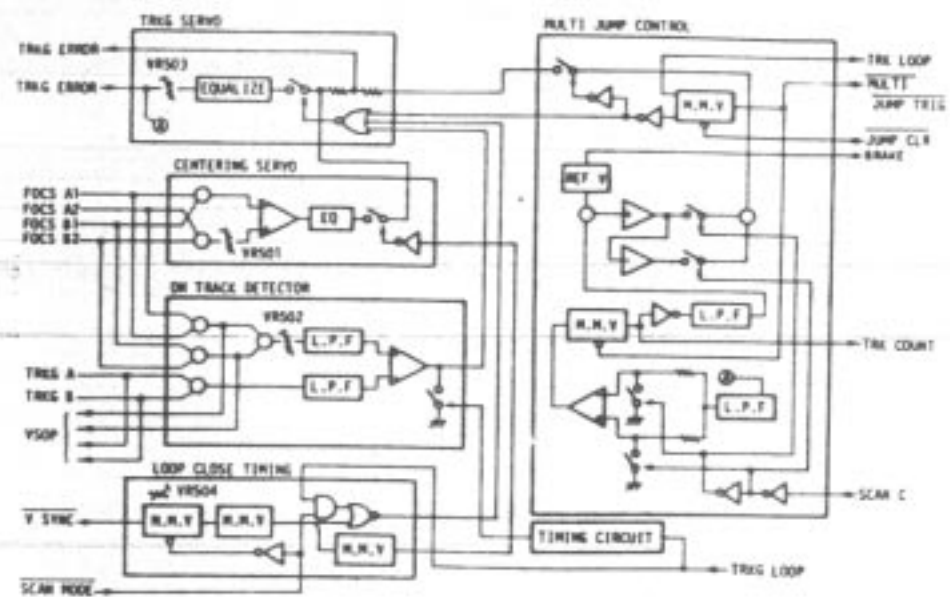 TRKG SERVO
MULTI JUMP CONTROL
TRKG ERROR
TRKG ERROR
VR503
EQUALIZE
TRK LOOP
MULTI
JUMP TRIG
M.M.V
JUMP CLR
BRAKE
REF V
CENTERING SERVO
FOCS A1
FOCS A2
FOCS B1
FOCS B2
EQ
VR501
ON TRACK DETECTOR
VR502
L.P.F
L.P.F
M.M.V
L.P.F
TRK COUNT
TRKG A
TRKG B
VSOP
L.P.F
LOOP CLOSE TIMING
VR504
V SYNC
M.M.V
M.M.V
M.M.V
SCAN C
TIMING CIRCUIT
SCAN MODE
TRKG LOOP